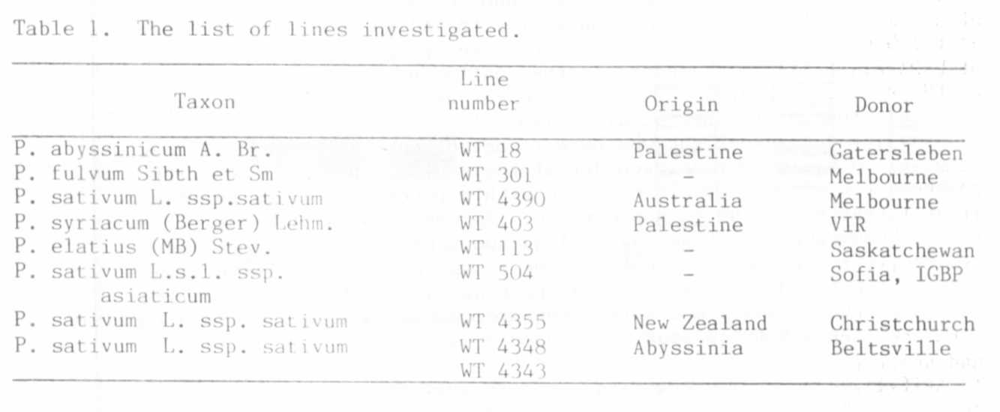 Table 1. The list of lines investigated.
Line
Taxon number Origin Donor
P. abyssinicum A. Br. WT 18 Palestine Gatersleben
P. fulvum Sibth et Sm WT 301 – Melbourne
P. sativum L. ssp.sativum WT 4390 Australia Melbourne
P. syriacum (Berger) Lehm. WT 403 Palestine VIR
P. elatius (MB) Stev. WT 113 – Saskatchewan
P. sativum L.s.l. ssp. WT 504 – Sofia, IGBP
asiaticum
P. sativum L. ssp. sativum WT 4355 New Zealand Christchurch
P. sativum L. ssp. sativum WT 4348 Abyssinia Beltsville
WT 4343